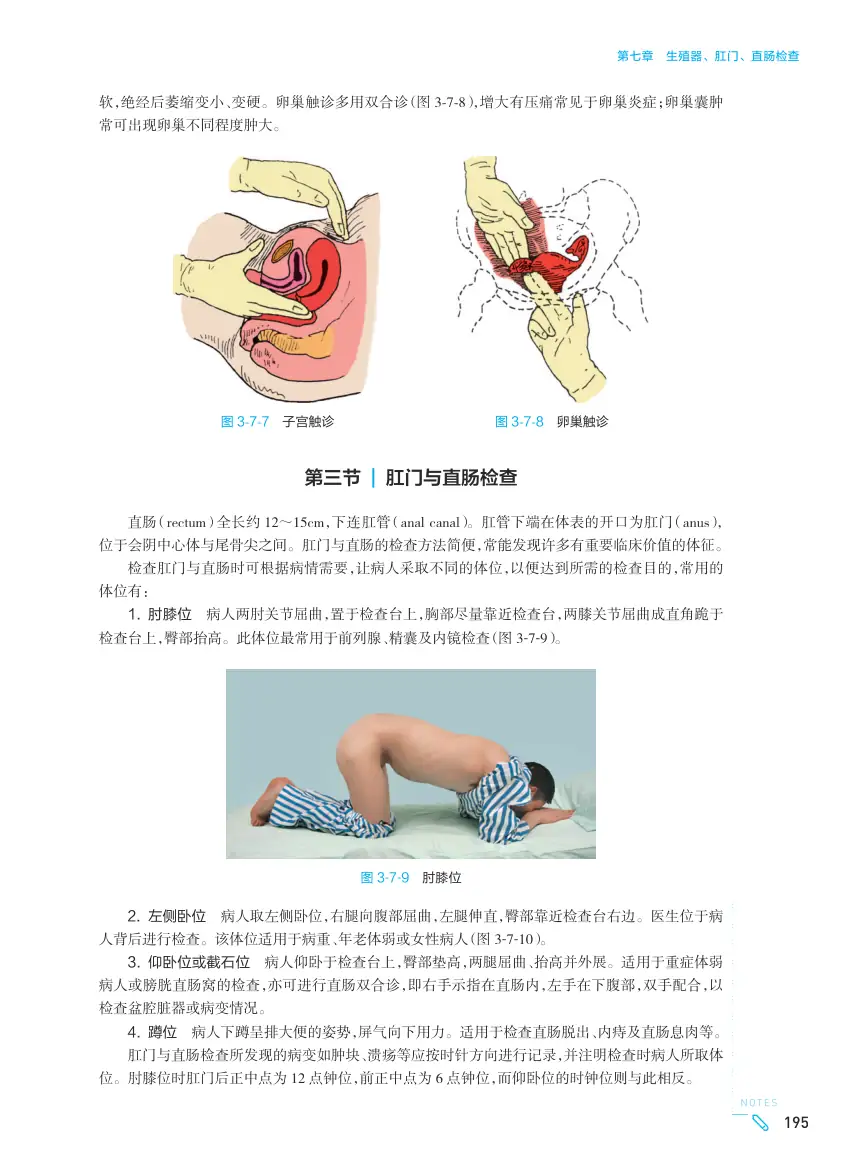 第七章 生殖器、肛门、直肠检查
软,绝经后萎缩变小、变硬。卵巢触诊多用双合诊(图 3-7-8),增大有压痛常见于卵巢炎症;卵巢囊肿
常可出现卵巢不同程度肿大。
图 3-7-7 子宫触诊
图 3-7-8 卵巢触诊
第三节 | 肛门与直肠检查
直肠(rectum)全长约 12~15cm,下连肛管(anal canal)。肛管下端在体表的开口为肛门(anus),
位于会阴中心体与尾骨尖之间。肛门与直肠的检查方法简便,常能发现许多有重要临床价值的体征。
检查肛门与直肠时可根据病情需要,让病人采取不同的体位,以便达到所需的检查目的,常用的
体位有:
1. 肘膝位 病人两肘关节屈曲,置于检查台上,胸部尽量靠近检查台,两膝关节屈曲成直角跪于
检查台上,臀部抬高。此体位最常用于前列腺、精囊及内镜检查(图 3-7-9)。
图 3-7-9 肘膝位
2. 左侧卧位 病人取左侧卧位,右腿向腹部屈曲,左腿伸直,臀部靠近检查台右边。医生位于病
人背后进行检查。该体位适用于病重、年老体弱或女性病人(图 3-7-10)。
3. 仰卧位或截石位 病人仰卧于检查台上,臀部垫高,两腿屈曲、抬高并外展。适用于重症体弱
病人或膀胱直肠窝的检查,亦可进行直肠双合诊,即右手示指在直肠内,左手在下腹部,双手配合,以
检查盆腔脏器或病变情况。
4. 蹲位 病人下蹲呈排大便的姿势,屏气向下用力。适用于检查直肠脱出、内痔及直肠息肉等。
肛门与直肠检查所发现的病变如肿块、溃疡等应按时针方向进行记录,并注明检查时病人所取体
位。肘膝位时肛门后正中点为 12 点钟位,前正中点为 6 点钟位,而仰卧位的时钟位则与此相反。
NOTES
195